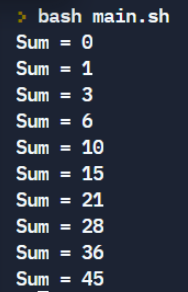 > bash main.sh
Sum = 0
Sum = 1
Sum = 3
Sum = 6
Sum = 10
Sum = 15
Sum = 21
Sum = 28
Sum = 36
Sum = 45